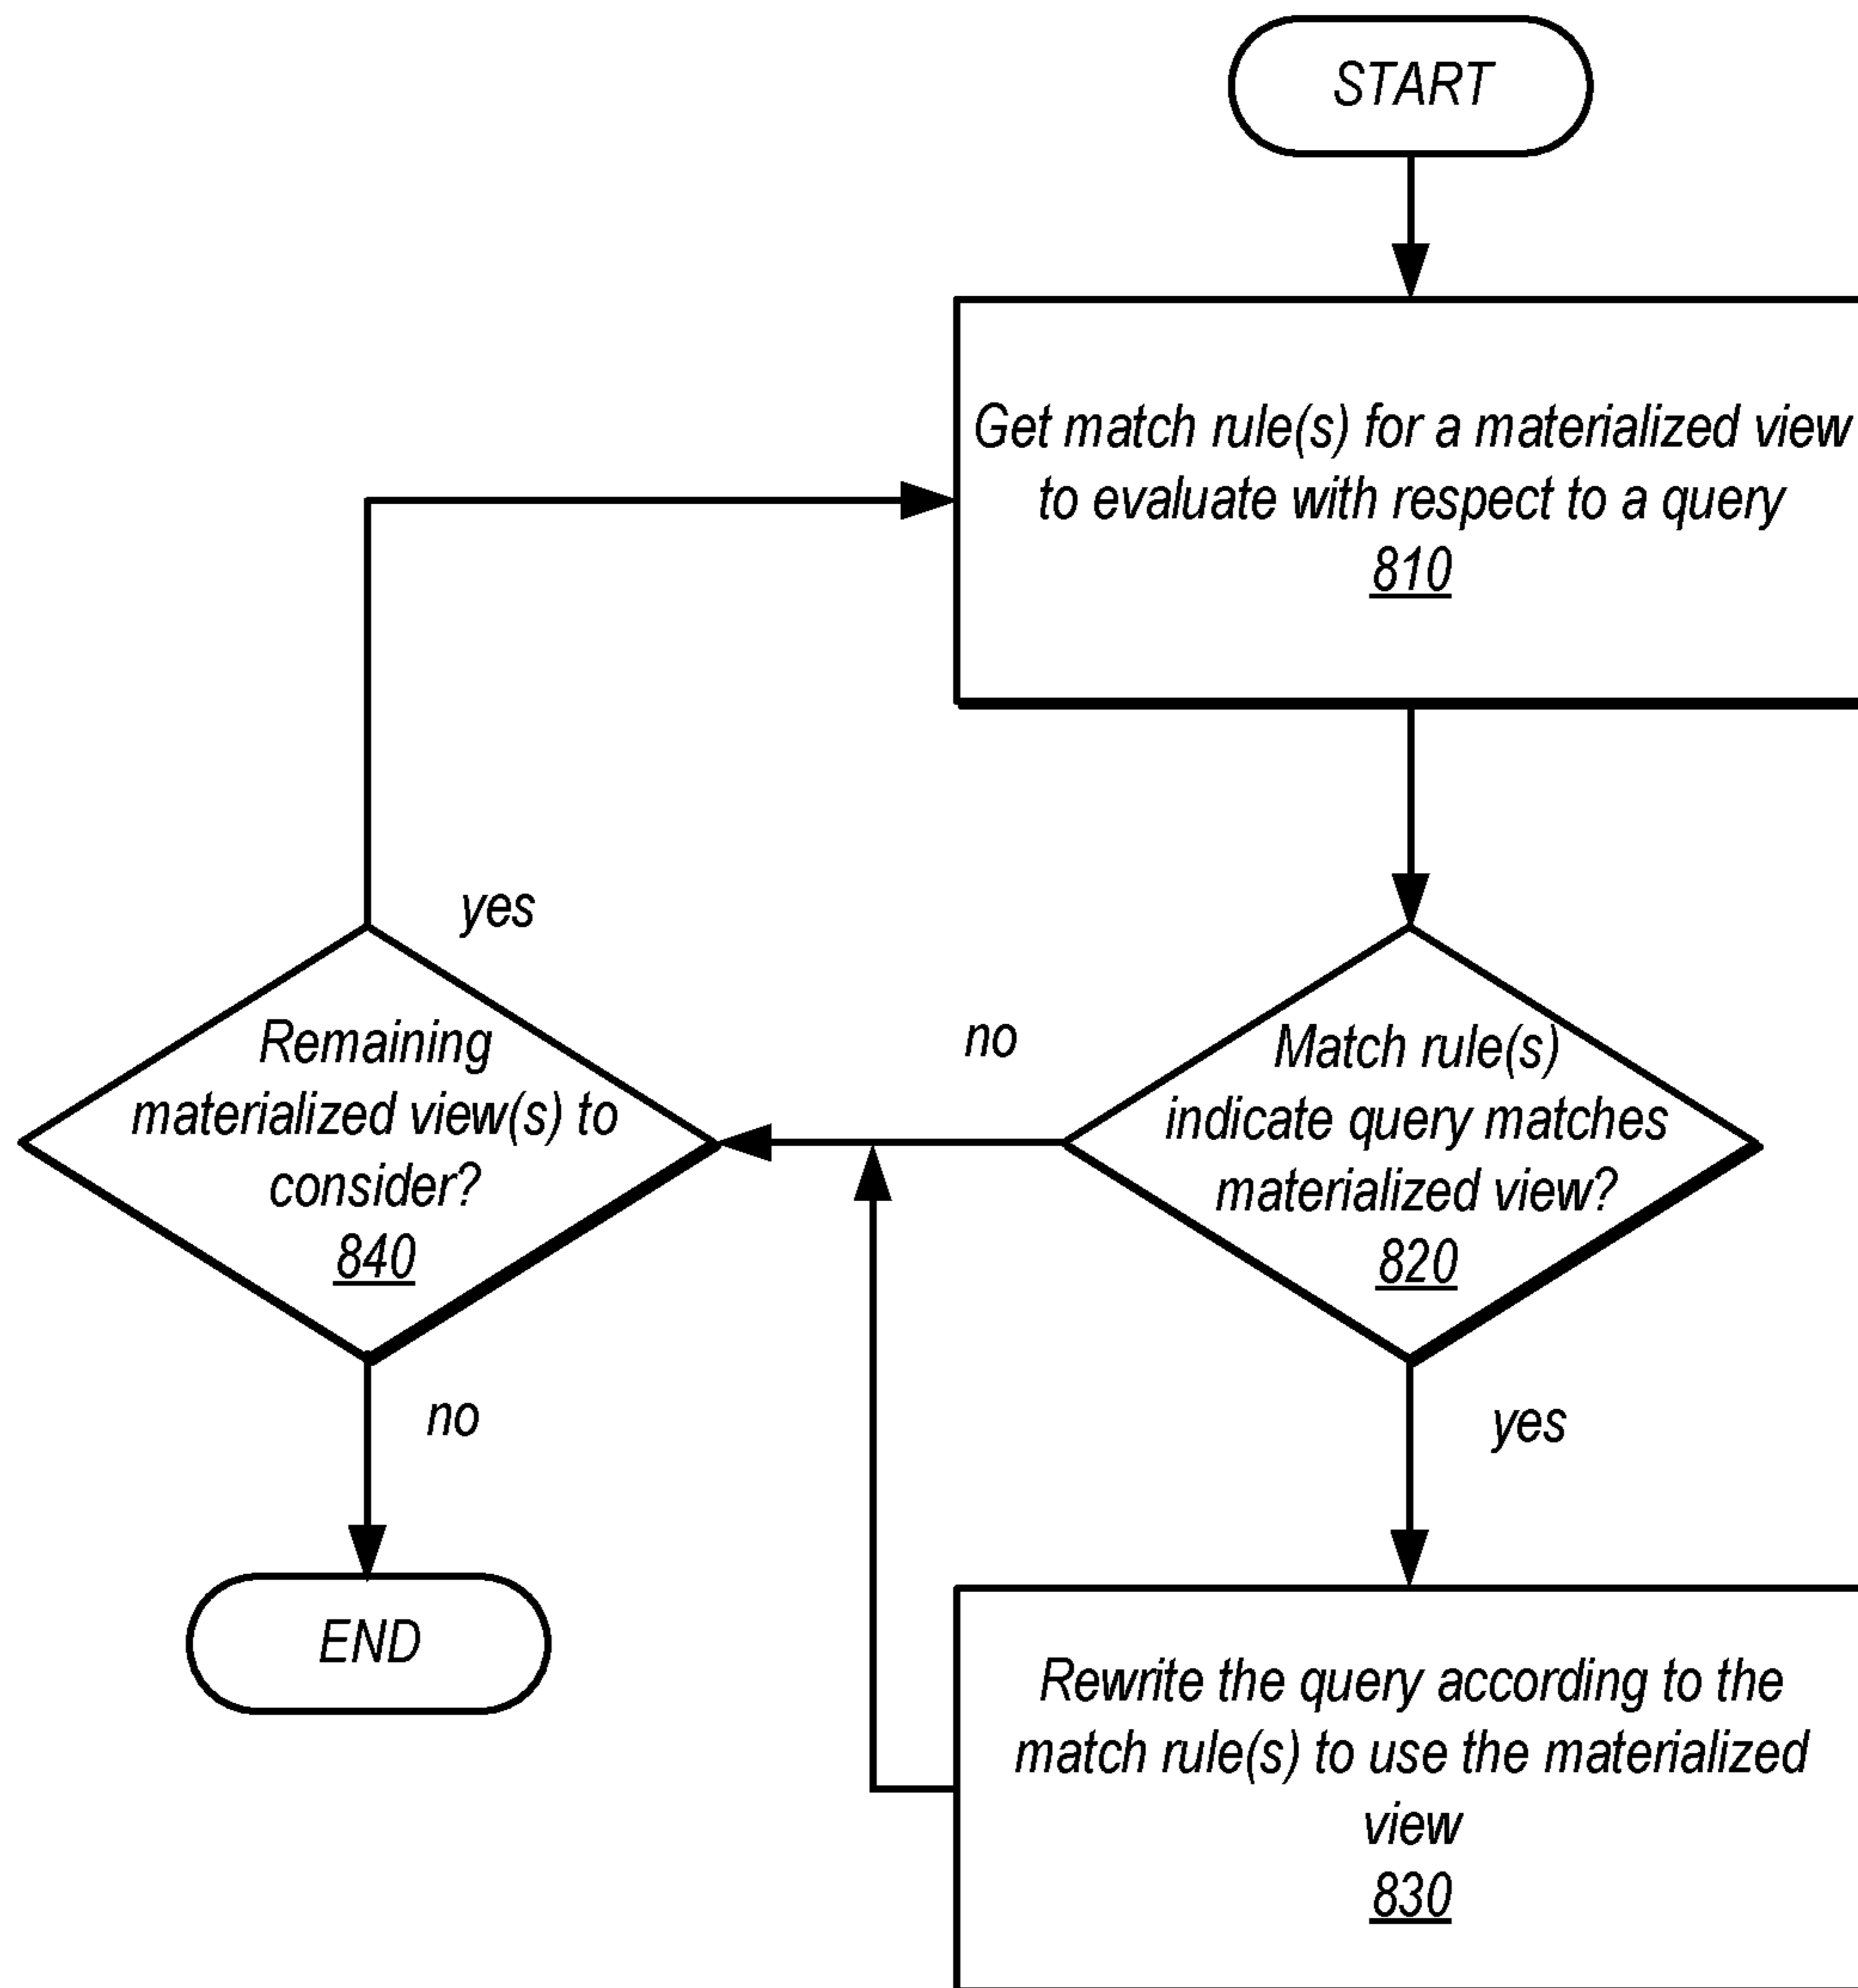 START
Get match rule(s) for a materialized view
to evaluate with respect to a query
810
yes
Remaining
materialized view(s) to
consider?
840
no
Match rule(s)
indicate query matches
materialized view?
820
no
yes
END
Rewrite the query according to the
match rule(s) to use the materialized
view
830